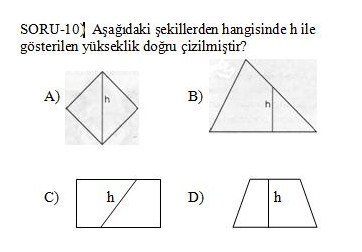 SORU-10) Aşağıdaki şekillerden hangisinde h ile
gösterilen yükseklik doğru çizilmiştir?
A) h
B) h
C) h
D) h